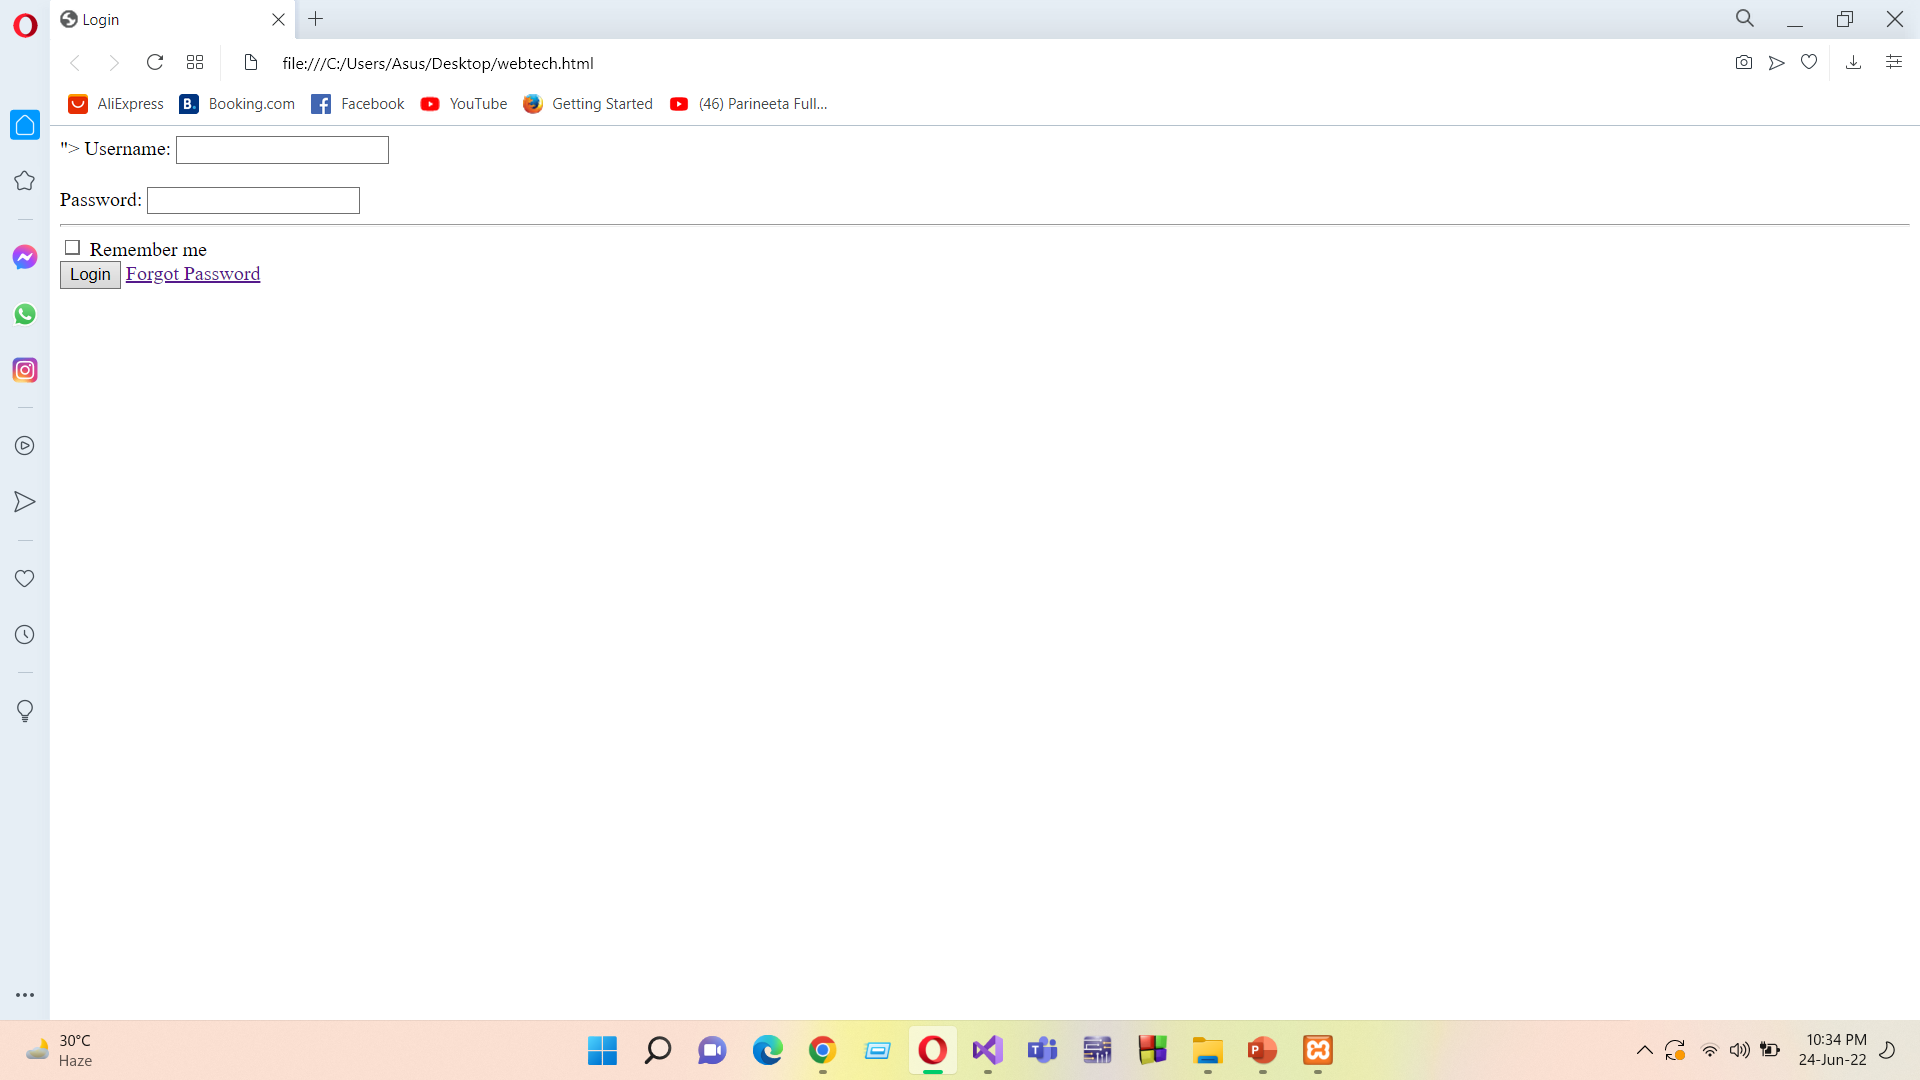 Login
file:///C:/Users/Asus/Desktop/webtech.html
AliExpress B. Booking.com Facebook YouTube Getting Started (46) Parineeta Full...
"> Username:
Password:
Remember me
Login Forgot Password
30°C
Haze
10:34 PM
24-Jun-22